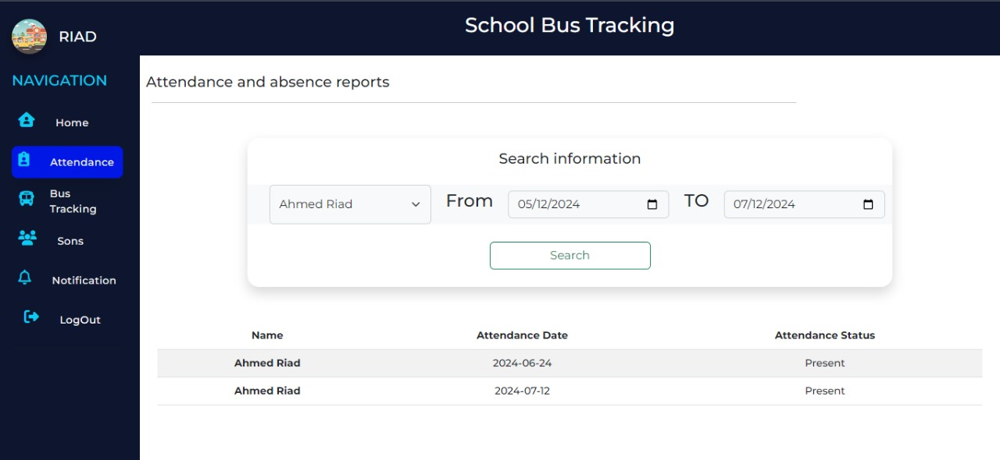 School Bus Tracking
RIAD
NAVIGATION
Home
Attendance
Bus
Tracking
Sons
Notification
LogOut
Attendance and absence reports
Search information
Ahmed Riad From 05/12/2024 TO 07/12/2024
Search
Name Attendance Date Attendance Status
Ahmed Riad 2024-06-24 Present
Ahmed Riad 2024-07-12 Present